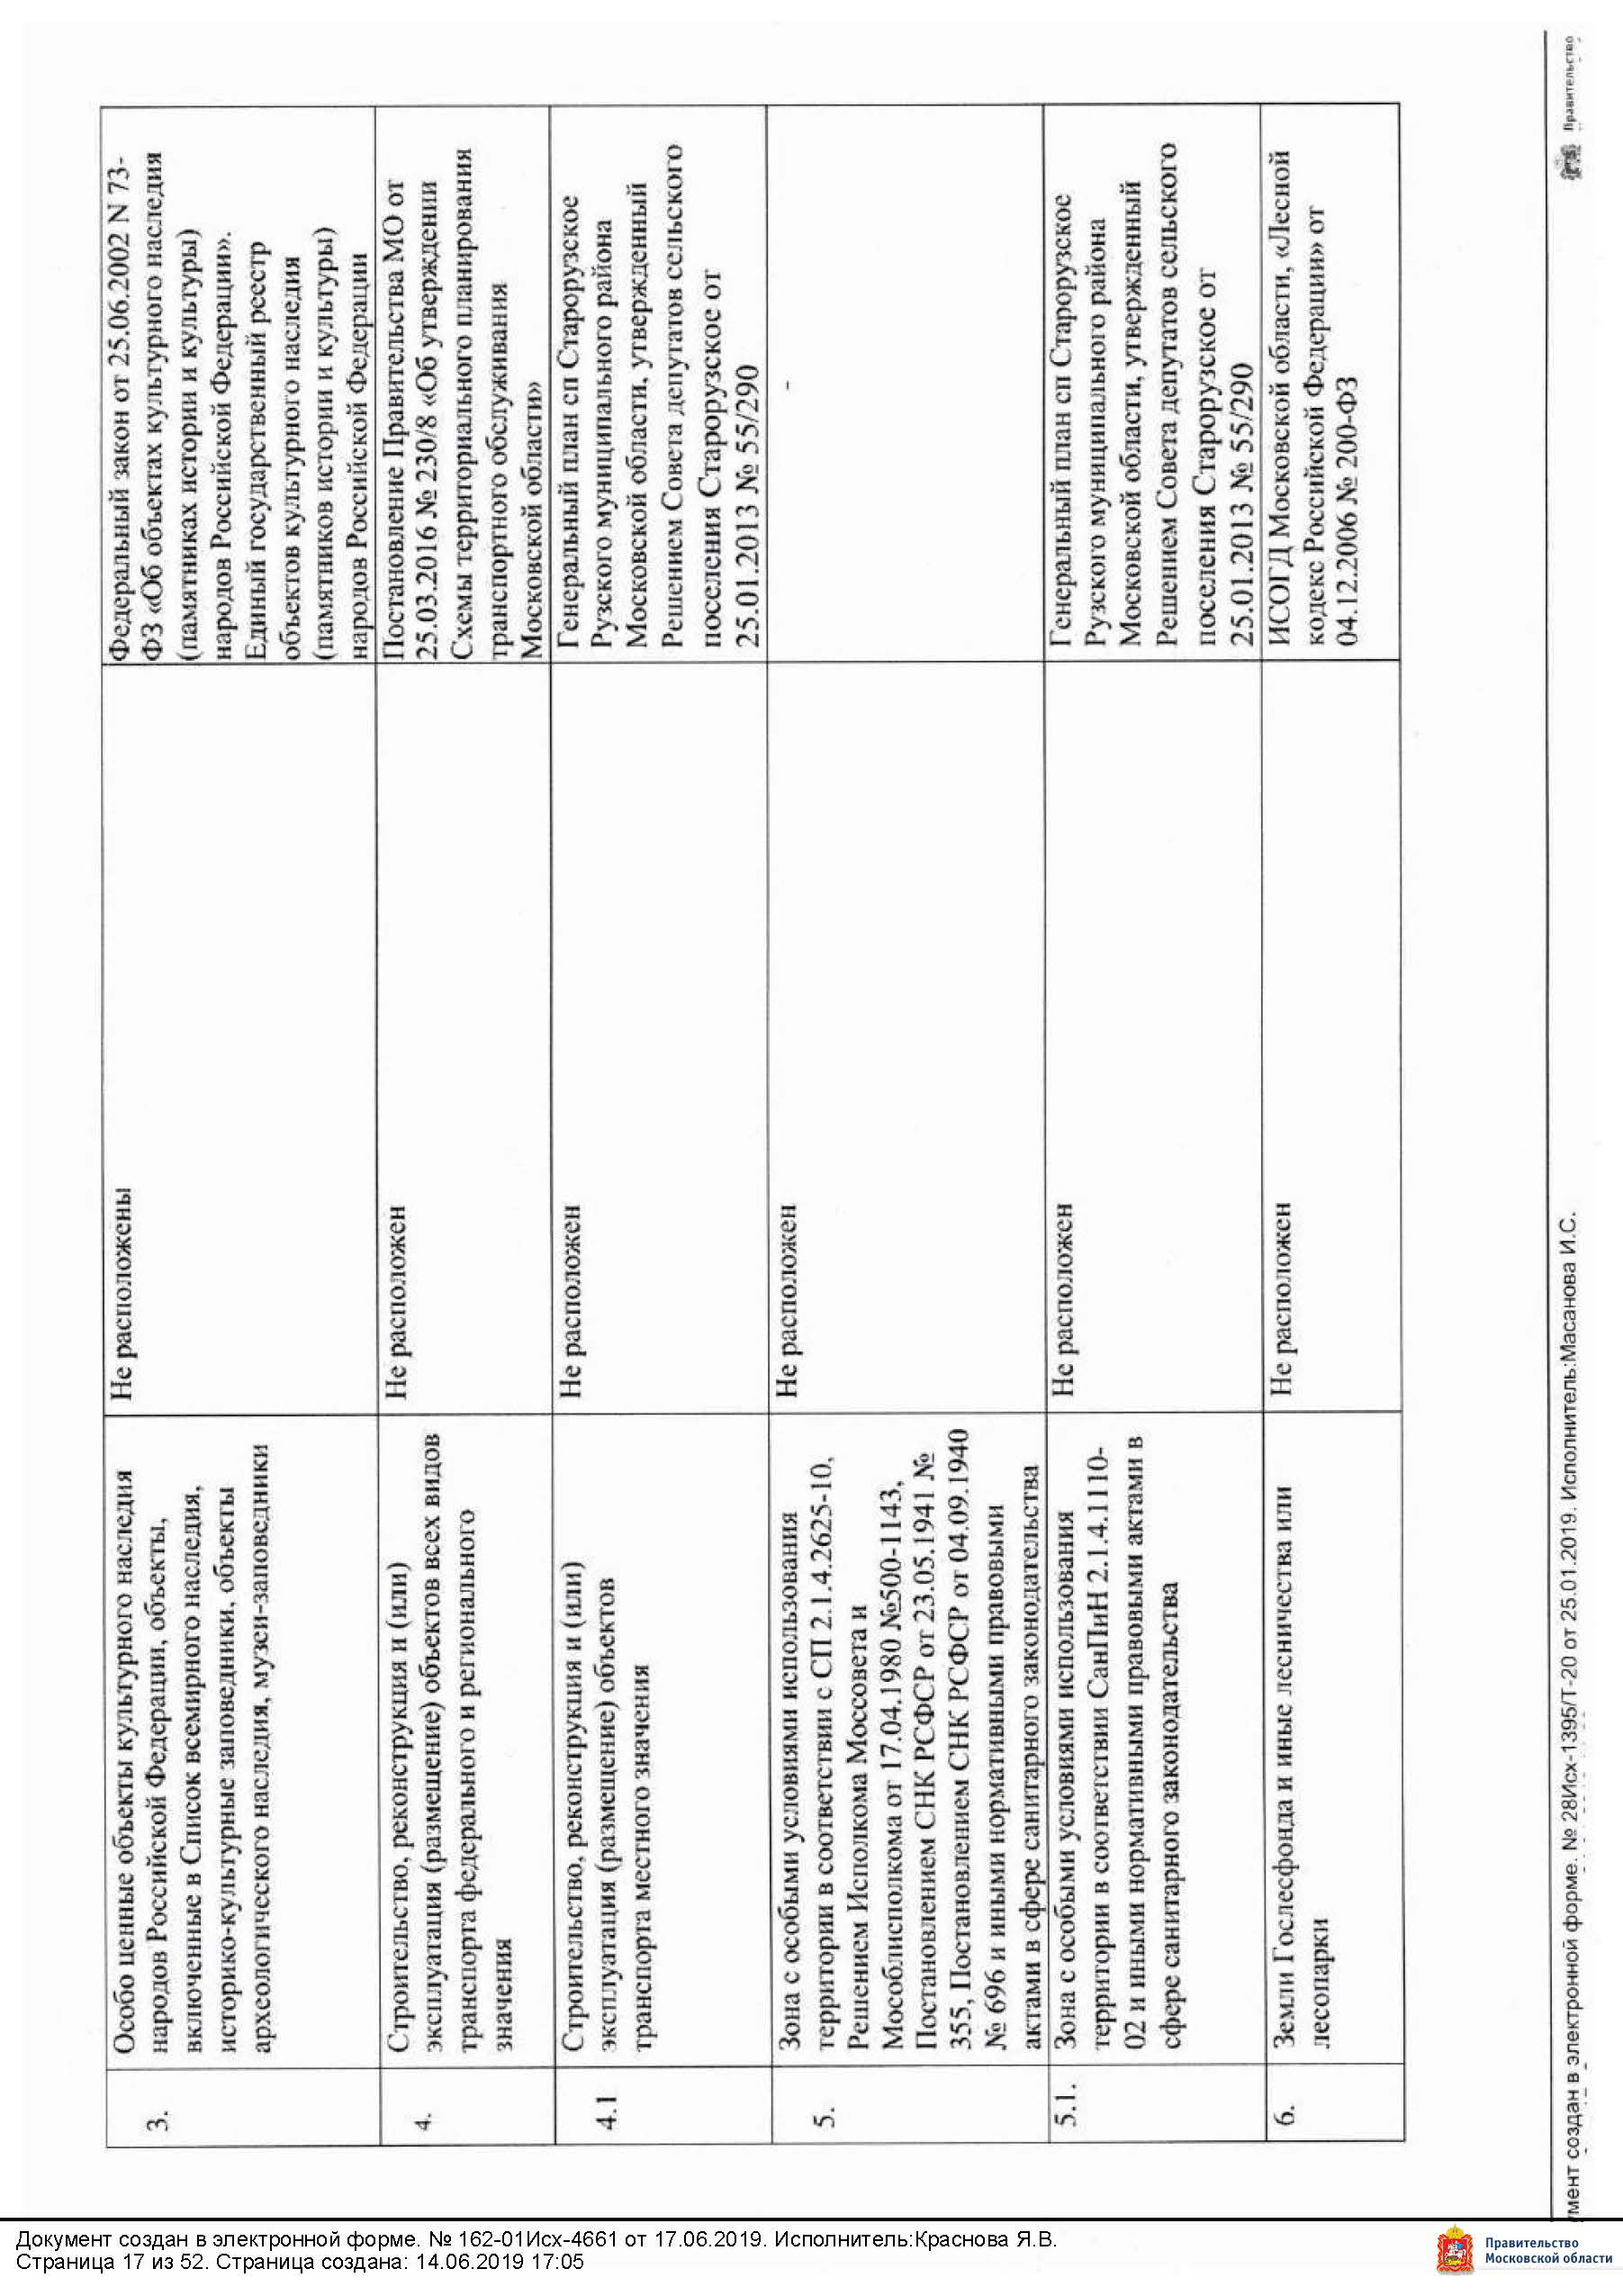 3.
Особо ценные объекты культурного наследия
народов Российской Федерации, объекты,
включенные в Список всемирного наследия,
историко-культурные заповедники, объекты
археологического наследия, музеи-заповедники
Не расположены
Федеральный закон от 25.06.2002 N 73-
ФЗ «Об объектах культурного наследия
(памятниках истории и культуры)
народов Российской Федерации».
Единый государственный реестр
объектов культурного наследия
(памятников истории и культуры)
народов Российской Федерации
4.
Строительство, реконструкция и (или)
эксплуатация (размещение) объектов всех видов
транспорта федерального и регионального
значения
Не расположен
Постановление Правительства МО от
25.03.2016 № 230/8 «Об утверждении
Схемы территориального планирования
транспортного обслуживания
Московской области»
4.1
Строительство, реконструкция и (или)
эксплуатация (размещение) объектов
транспорта местного значения
Не расположен
Генеральный план сп Старорузское
Рузского муниципального района
Московской области, утвержденный
Решением Совета депутатов сельского
поселения Старорузское от
25.01.2013 № 55/290
5.
Зона с особыми условиями использования
территории в соответствии с СП 2.1.4.2625-10,
Решением Исполкома Моссовета и
Мособлисполкома от 17.04.1980 №500-1143,
Постановлением СНК РСФСР от 23.05.1941 №
355, Постановлением СНК РСФСР от 04.09.1940
№ 696 и иными нормативными правовыми
актами в сфере санитарного законодательства
Не расположен
-
5.1.
Зона с особыми условиями использования
территории в соответствии СанПиН 2.1.4.1110-
02 и иными нормативными правовыми актами в
сфере санитарного законодательства
Не расположен
Генеральный план сп Старорузское
Рузского муниципального района
Московской области, утвержденный
Решением Совета депутатов сельского
поселения Старорузское от
25.01.2013 № 55/290
6.
Земли Гослесфонда и иные лесничества или
лесопарки
Не расположен
ИСОГД Московской области, «Лесной
кодекс Российской Федерации» от
04.12.2006 № 200-ФЗ
мент создан в электронной форме. № 28Исх-1395/Т-20 от 25.01.2019. Исполнитель:Масанова И.С.
Правительство
Документ создан в электронной форме. № 162-01Исх-4661 от 17.06.2019. Исполнитель:Краснова Я.В.
Страница 17 из 52. Страница создана: 14.06.2019 17:05
Правительство
Московской области